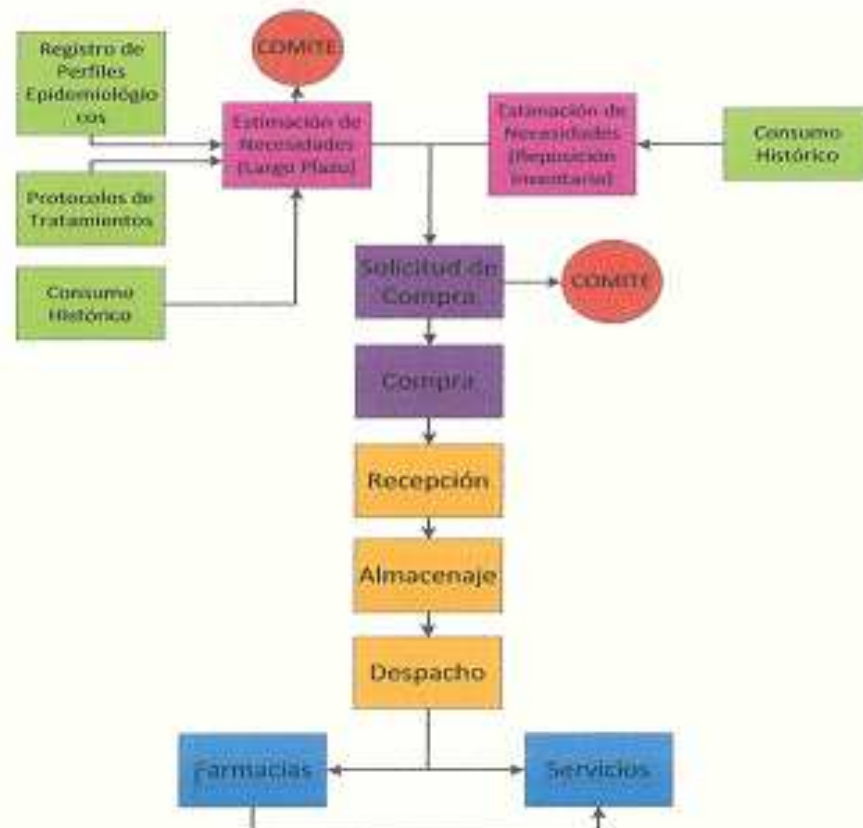 Registro de
Perfiles
Epidemiológio
cos
COMITE
Estimación de
Necesidades
(Largo Plazo)
Estimación de
Necesidades
(Reposición
inventario)
Consumo
Histórico
Protocolos de
Tratamientos
Consumo
Histórico
Solicitud de
Compra
COMITE
Compra
Recepción
Almacenaje
Despacho
Farmacias
Servicios